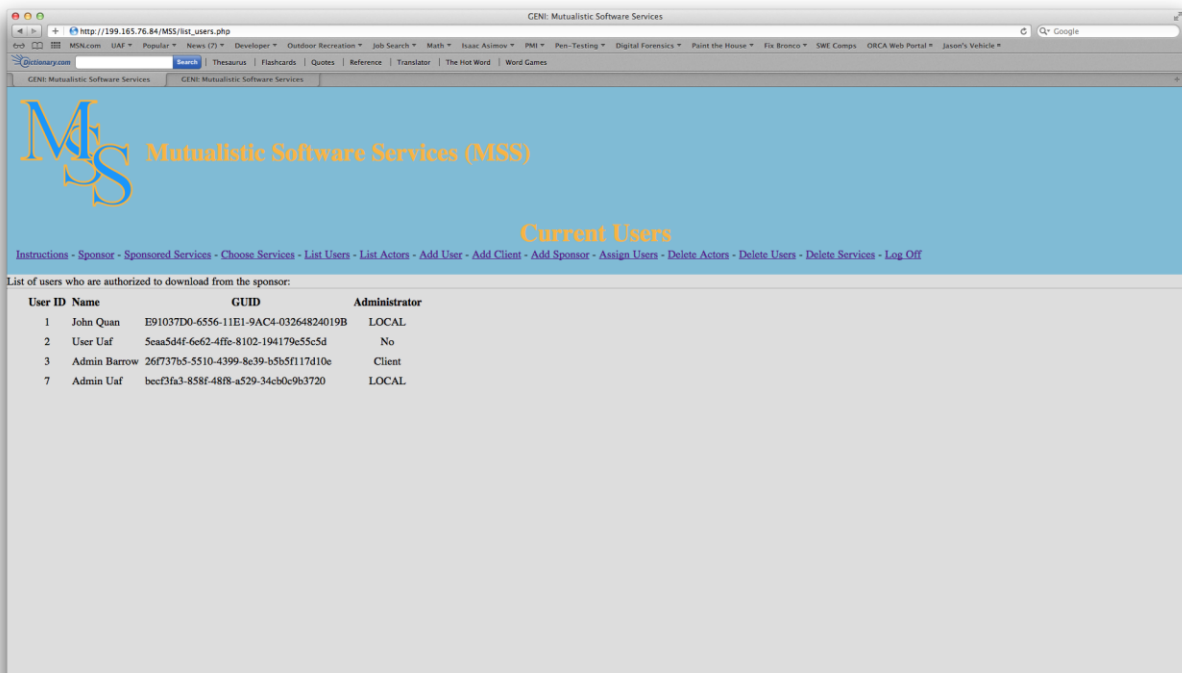 GENI: Mutualistic Software Services
http://199.165.76.84/MSS/list_users.php
Google
MSN.com UAF Popular News (7) Developer Outdoor Recreation Job Search Math Isaac Asimov PMI Pen-Testing Digital Forensics Paint the House Fix Bronco SWE Comps ORCA Web Portal Jason's Vehicle
Dictionary.com Search Thesaurus Flashcards Quotes Reference Translator The Hot Word Word Games
GENI: Mutualistic Software Services GENI: Mutualistic Software Services
MSS
Mutualistic Software Services (MSS)
Current Users
Instructions - Sponsor - Sponsored Services - Choose Services - List Users - List Actors - Add User - Add Client - Add Sponsor - Assign Users - Delete Actors - Delete Users - Delete Services - Log Off
List of users who are authorized to download from the sponsor:
User ID Name GUID Administrator
1 John Quan E91037D0-6556-11E1-9AC4-03264824019B LOCAL
2 User Uaf 5eaa5d4f-6e62-4ffe-8102-194179e55c5d No
3 Admin Barrow 26f737b5-5510-4399-8e39-b5b5f117d10e Client
7 Admin Uaf becf3fa3-858f-48f8-a529-34cb0c9b3720 LOCAL